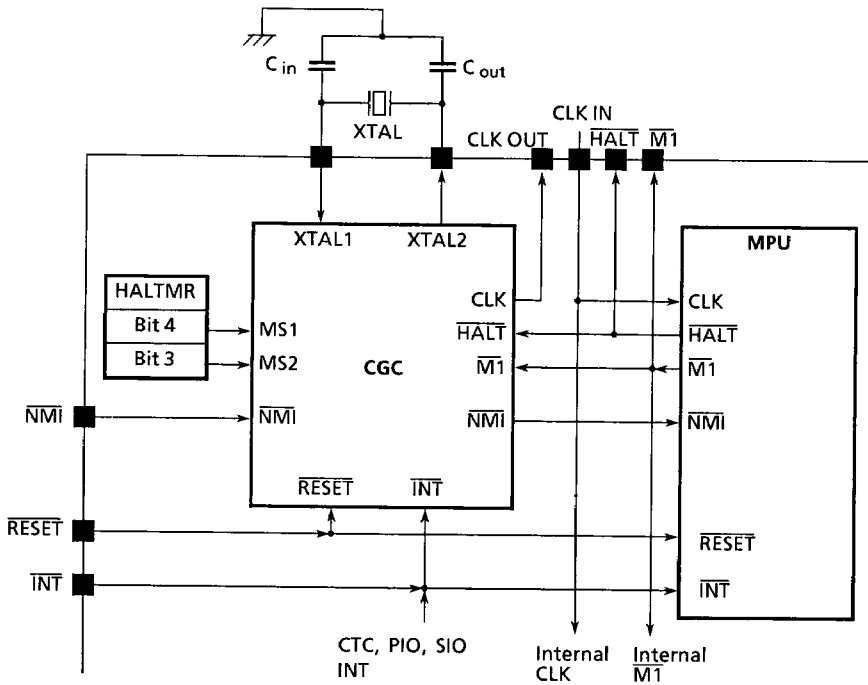 C in
C out
XTAL
CLK IN
CLK OUT
HALT
M1
XTAL1
XTAL2
MPU
HALTMR
Bit 4
Bit 3
MS1
MS2
CGC
CLK
HALT
M1
NMI
CLK
HALT
M1
NMI
NMI
NMI
RESET
INT
RESET
RESET
INT
INT
CTC, PIO, SIO
INT
Internal
CLK
Internal
M1